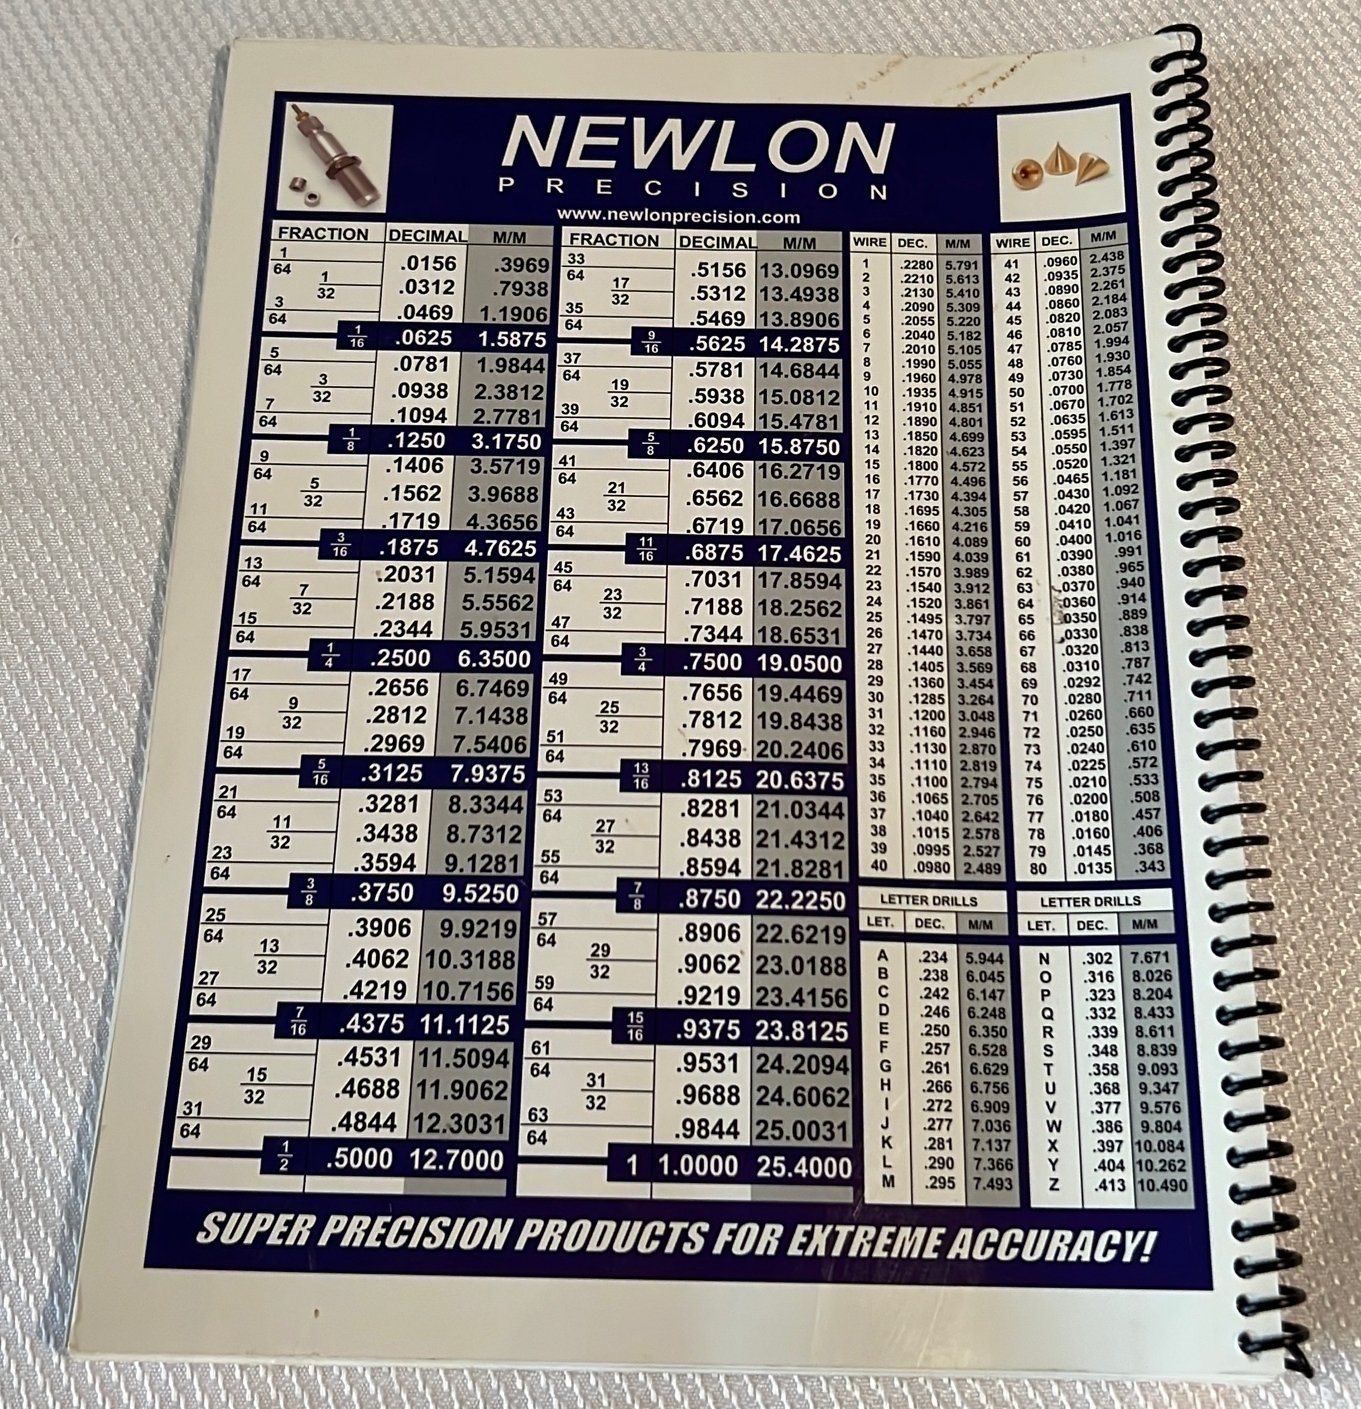 NEWLON
PRECISION
www.newlonprecision.com
FRACTION DECIMAL M/M
1/64 .0156 .3969
1/32 .0312 .7938
3/64 .0469 1.1906
1/16 .0625 1.5875
5/64 .0781 1.9844
3/32 .0938 2.3812
7/64 .1094 2.7781
1/8 .1250 3.1750
9/64 .1406 3.5719
5/32 .1562 3.9688
11/64 .1719 4.3656
3/16 .1875 4.7625
13/64 .2031 5.1594
7/32 .2188 5.5562
15/64 .2344 5.9531
1/4 .2500 6.3500
17/64 .2656 6.7469
9/32 .2812 7.1438
19/64 .2969 7.5406
5/16 .3125 7.9375
21/64 .3281 8.3344
11/32 .3438 8.7312
23/64 .3594 9.1281
3/8 .3750 9.5250
25/64 .3906 9.9219
13/32 .4062 10.3188
27/64 .4219 10.7156
7/16 .4375 11.1125
29/64 .4531 11.5094
15/32 .4688 11.9062
31/64 .4844 12.3031
1/2 .5000 12.7000
FRACTION DECIMAL M/M
33/64 .5156 13.0969
17/32 .5312 13.4938
35/64 .5469 13.8906
9/16 .5625 14.2875
37/64 .5781 14.6844
19/32 .5938 15.0812
39/64 .6094 15.4781
5/8 .6250 15.8750
41/64 .6406 16.2719
21/32 .6562 16.6688
43/64 .6719 17.0656
11/16 .6875 17.4625
45/64 .7031 17.8594
23/32 .7188 18.2562
47/64 .7344 18.6531
3/4 .7500 19.0500
49/64 .7656 19.4469
25/32 .7812 19.8438
51/64 .7969 20.2406
13/16 .8125 20.6375
53/64 .8281 21.0344
27/32 .8438 21.4312
55/64 .8594 21.8281
7/8 .8750 22.2250
57/64 .8906 22.6219
29/32 .9062 23.0188
59/64 .9219 23.4156
15/16 .9375 23.8125
61/64 .9531 24.2094
31/32 .9688 24.6062
63/64 .9844 25.0031
1 1.0000 25.4000
WIRE DEC. M/M
1 .2280 5.791
2 .2210 5.613
3 .2130 5.410
4 .2090 5.309
5 .2055 5.220
6 .2040 5.182
7 .2010 5.105
8 .1990 5.055
9 .1960 4.978
10 .1935 4.915
11 .1910 4.851
12 .1890 4.801
13 .1850 4.699
14 .1820 4.623
15 .1800 4.572
16 .1770 4.496
17 .1730 4.394
18 .1695 4.305
19 .1660 4.216
20 .1610 4.089
21 .1590 4.039
22 .1570 3.989
23 .1540 3.912
24 .1520 3.861
25 .1495 3.797
26 .1470 3.734
27 .1440 3.658
28 .1405 3.569
29 .1360 3.454
30 .1285 3.264
31 .1200 3.048
32 .1160 2.946
33 .1130 2.870
34 .1110 2.819
35 .1100 2.794
36 .1065 2.705
37 .1040 2.642
38 .1015 2.578
39 .0995 2.527
40 .0980 2.489
WIRE DEC. M/M
41 .0960 2.438
42 .0935 2.375
43 .0890 2.261
44 .0860 2.184
45 .0820 2.083
46 .0810 2.057
47 .0785 1.994
48 .0760 1.930
49 .0730 1.854
50 .0700 1.778
51 .0670 1.702
52 .0635 1.613
53 .0595 1.511
54 .0550 1.397
55 .0520 1.321
56 .0465 1.181
57 .0430 1.092
58 .0420 1.067
59 .0410 1.041
60 .0400 1.016
61 .0390 .991
62 .0380 .965
63 .0370 .940
64 .0360 .914
65 .0350 .889
66 .0330 .838
67 .0320 .813
68 .0310 .787
69 .0292 .742
70 .0280 .711
71 .0260 .660
72 .0250 .635
73 .0240 .610
74 .0225 .572
75 .0210 .533
76 .0200 .508
77 .0180 .457
78 .0160 .406
79 .0145 .368
80 .0135 .343
LETTER DRILLS
LET. DEC. M/M
A .234 5.944
B .238 6.045
C .242 6.147
D .246 6.248
E .250 6.350
F .257 6.528
G .261 6.629
H .266 6.756
I .272 6.909
J .277 7.036
K .281 7.137
L .290 7.366
M .295 7.493
LETTER DRILLS
LET. DEC. M/M
N .302 7.671
O .316 8.026
P .323 8.204
Q .332 8.433
R .339 8.611
S .348 8.839
T .358 9.093
U .368 9.347
V .377 9.576
W .386 9.804
X .397 10.084
Y .404 10.262
Z .413 10.490
SUPER PRECISION PRODUCTS FOR EXTREME ACCURACY!